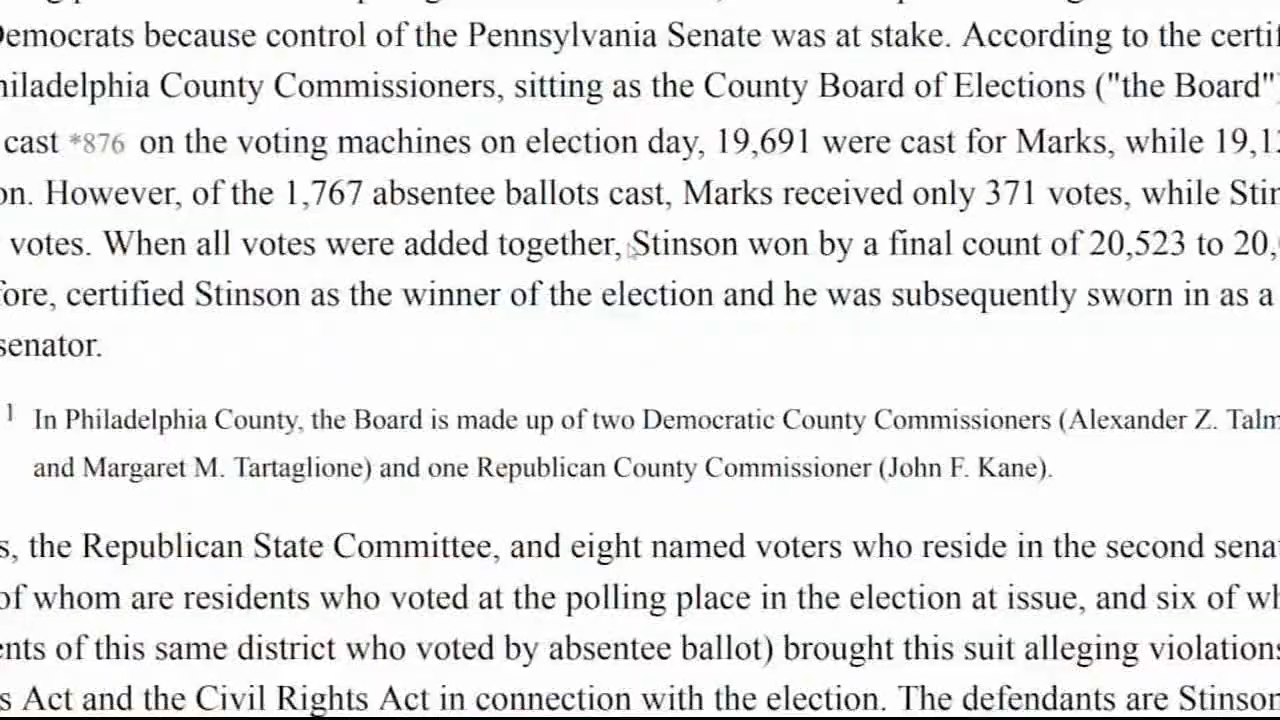 Democrats because control of the Pennsylvania Senate was at stake. According to the certif
hiladelphia County Commissioners, sitting as the County Board of Elections ("the Board")
cast *876 on the voting machines on election day, 19,691 were cast for Marks, while 19,12
on. However, of the 1,767 absentee ballots cast, Marks received only 371 votes, while Stin
votes. When all votes were added together, Stinson won by a final count of 20,523 to 20,
fore, certified Stinson as the winner of the election and he was subsequently sworn in as a
senator.
1 In Philadelphia County, the Board is made up of two Democratic County Commissioners (Alexander Z. Talm
and Margaret M. Tartaglione) and one Republican County Commissioner (John F. Kane).
s, the Republican State Committee, and eight named voters who reside in the second sena
of whom are residents who voted at the polling place in the election at issue, and six of wh
ents of this same district who voted by absentee ballot) brought this suit alleging violations
s Act and the Civil Rights Act in connection with the election. The defendants are Stinson